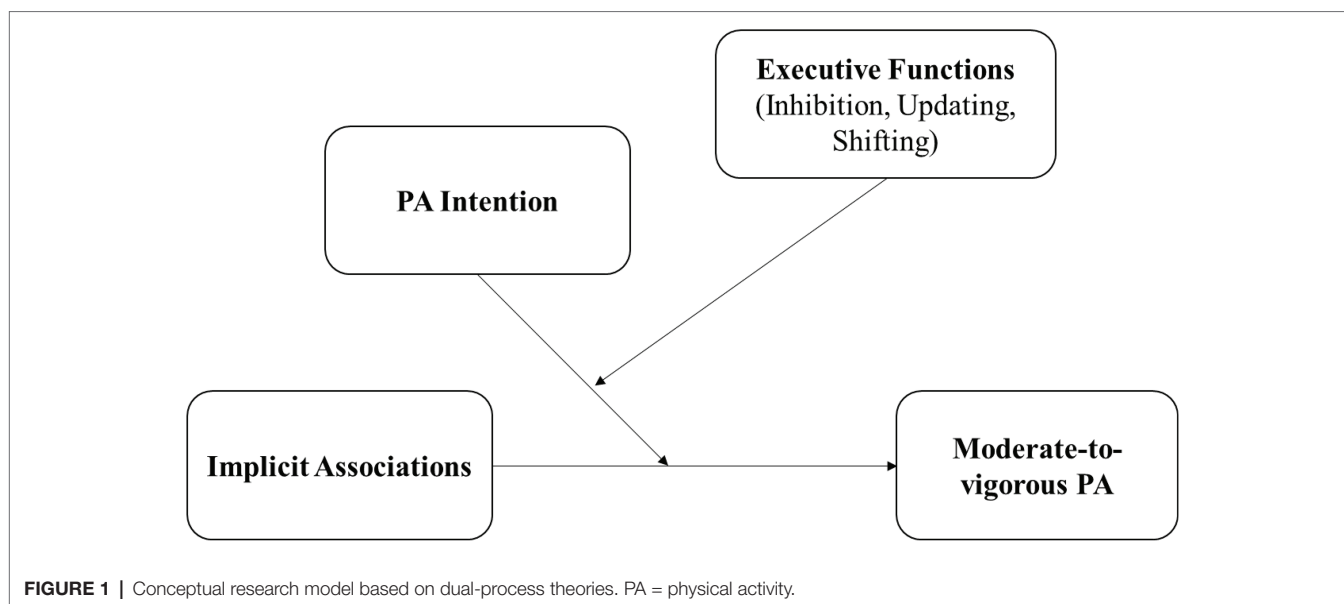 Executive Functions
(Inhibition, Updating,
Shifting)
PA Intention
Implicit Associations
Moderate-to-
vigorous PA
FIGURE 1 | Conceptual research model based on dual-process theories. PA = physical activity.